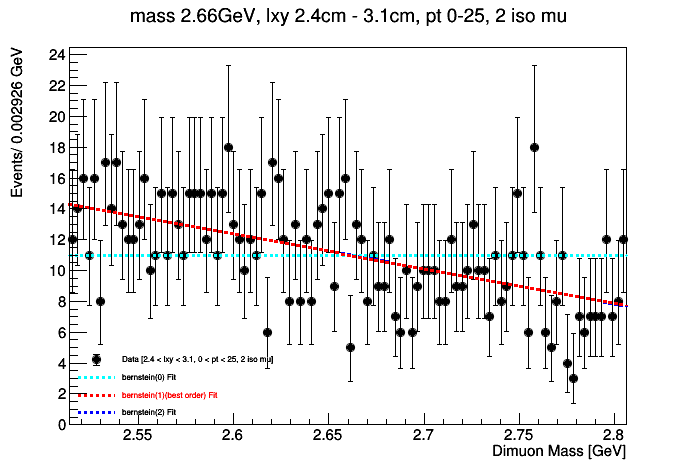 mass 2.66GeV, lxy 2.4cm - 3.1cm, pt 0-25, 2 iso mu
Events/ 0.002926 GeV
24
22
20
18
16
14
12
10
8
6
4
2
0
Data [2.4 < lxy < 3.1, 0 < pt < 25, 2 iso mu]
bernstein(0) Fit
bernstein(1)(best order) Fit
bernstein(2) Fit
2.55 2.6 2.65 2.7 2.75 2.8
Dimuon Mass [GeV]